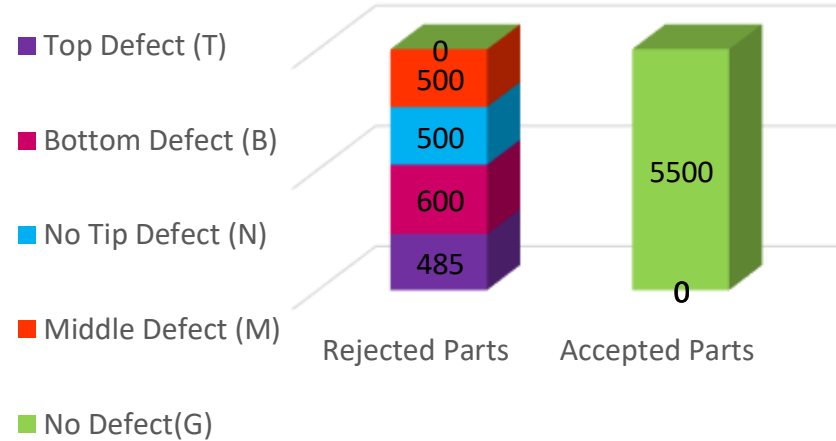 Top Defect (T)
Bottom Defect (B)
No Tip Defect (N)
Middle Defect (M)
No Defect(G)
0
500
500
600
485
5500
0
Rejected Parts
Accepted Parts